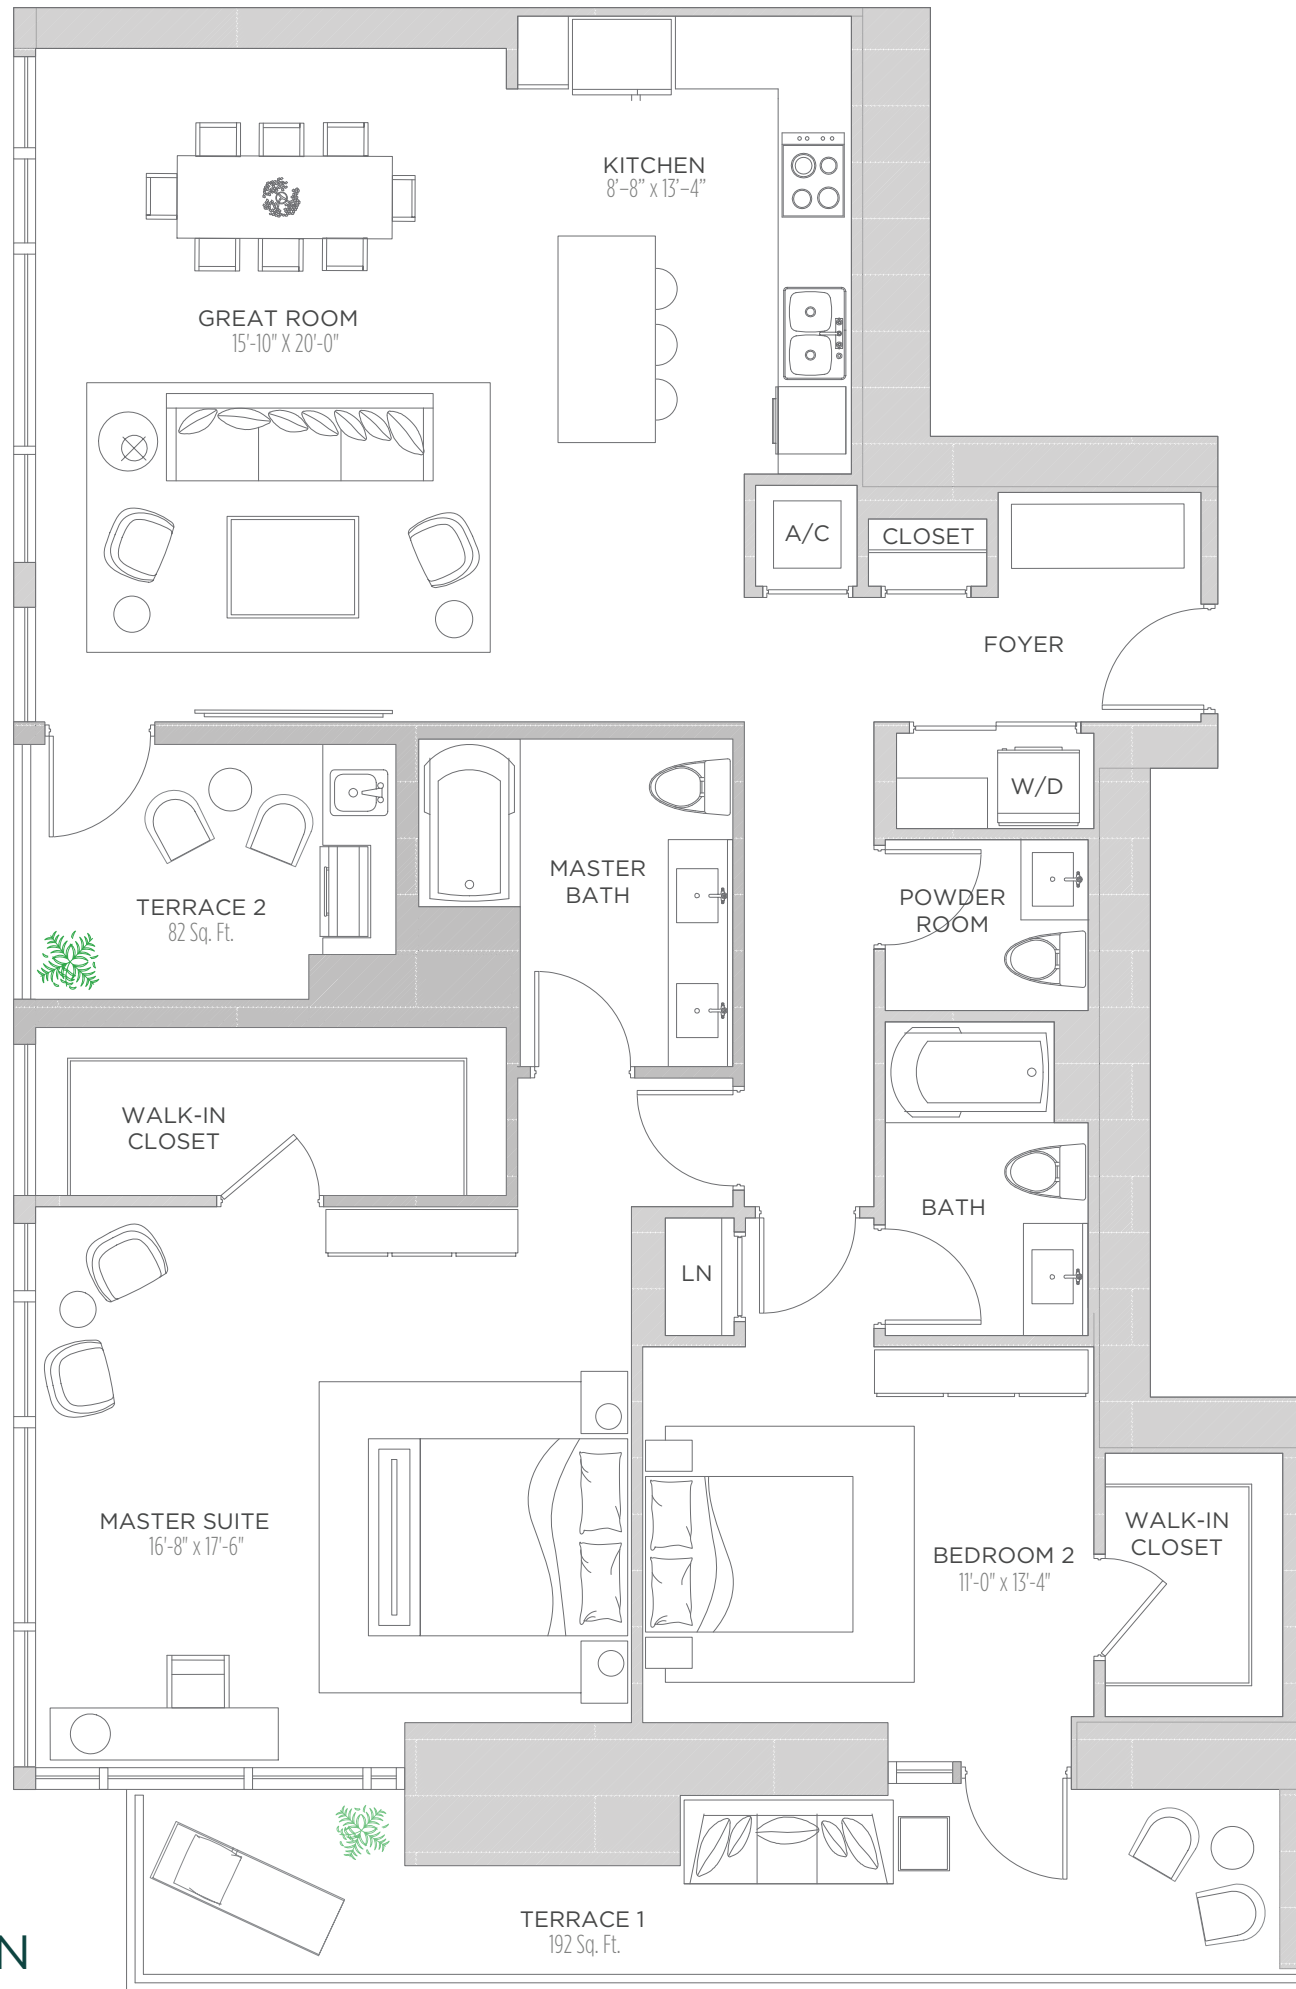 KITCHEN
8'-8" x 13'-4"
GREAT ROOM
15'-10" X 20'-0"
A/C
CLOSET
FOYER
W/D
MASTER
BATH
POWDER
ROOM
TERRACE 2
82 Sq. Ft.
WALK-IN
CLOSET
BATH
LN
MASTER SUITE
16'-8" x 17'-6"
BEDROOM 2
11'-0" x 13'-4"
WALK-IN
CLOSET
TERRACE 1
192 Sq. Ft.
N